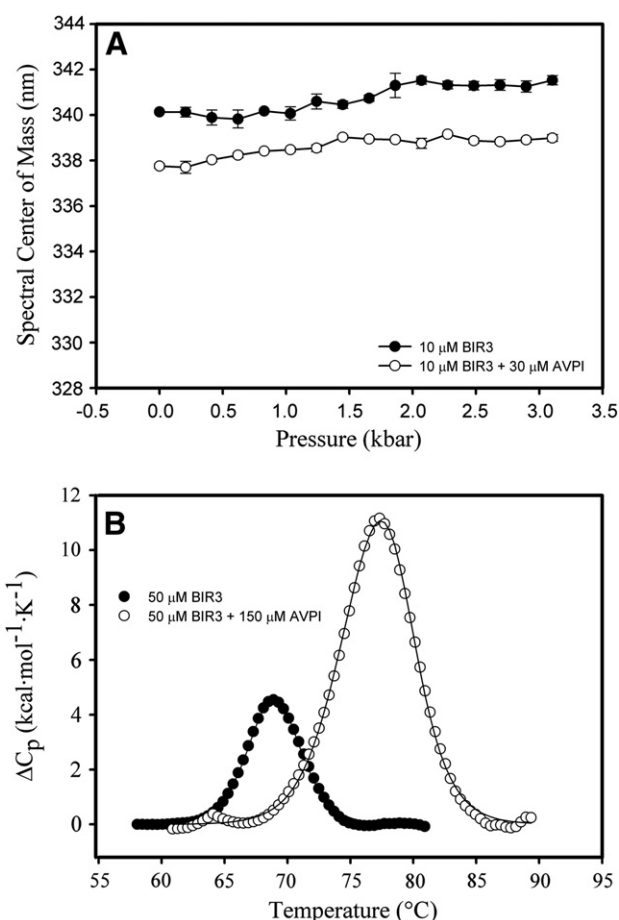 A
344
342
340
338
336
334
332
330
328
Spectral Center of Mass (nm)
10 μM BIR3
10 μM BIR3 + 30 μM AVPI
-0.5 0.0 0.5 1.0 1.5 2.0 2.5 3.0 3.5
Pressure (kbar)
B
12
10
8
6
4
2
0
ΔCp (kcal·mol⁻¹·K⁻¹)
50 μM BIR3
50 μM BIR3 + 150 μM AVPI
55 60 65 70 75 80 85 90 95
Temperature (°C)